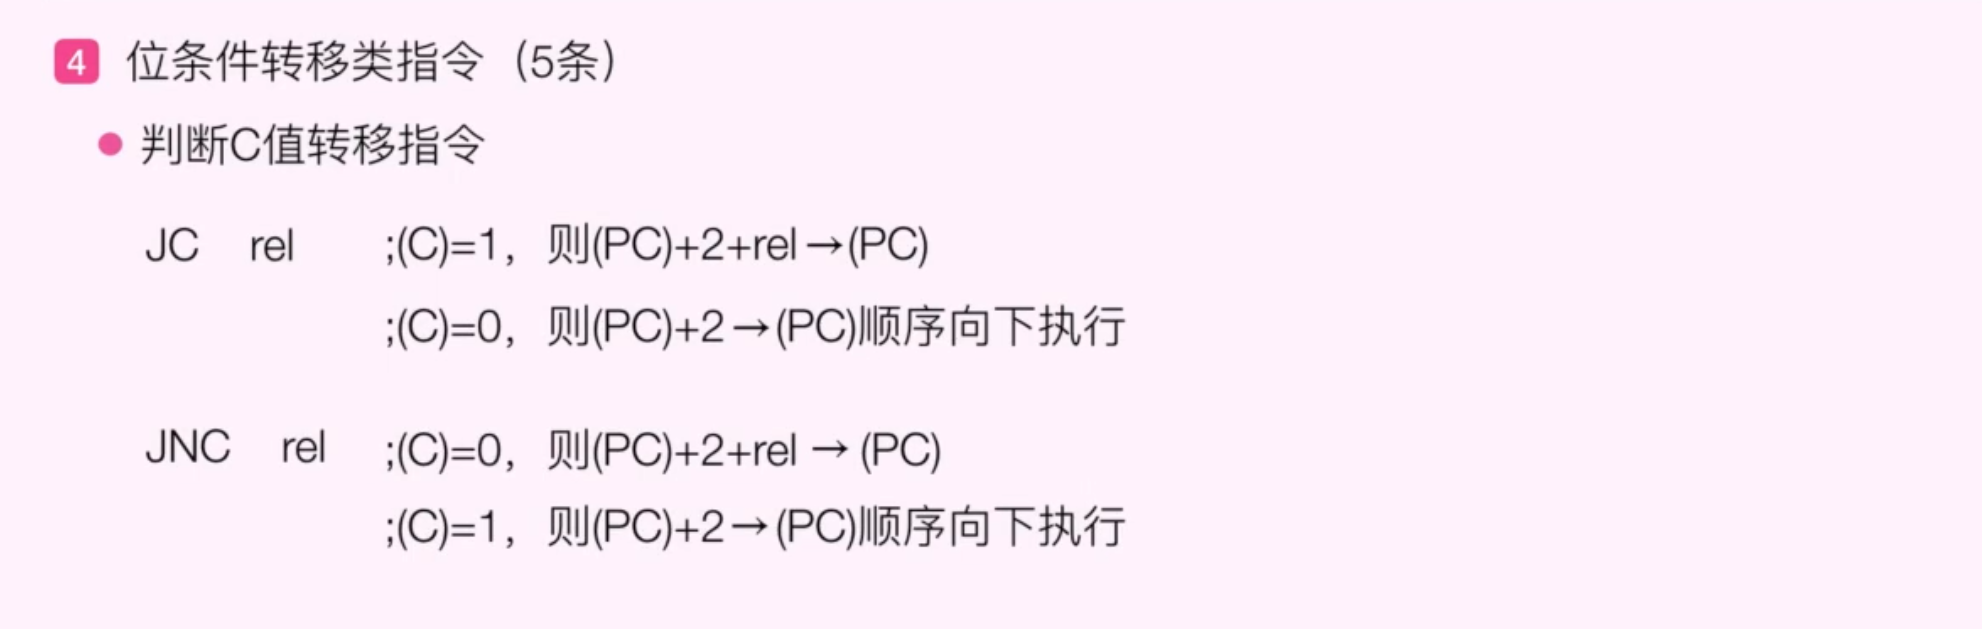 4 位条件转移类指令（5条）
判断C值转移指令
JC rel ;(C)=1，则(PC)+2+rel→(PC)
;(C)=0，则(PC)+2→(PC)顺序向下执行
JNC rel ;(C)=0，则(PC)+2+rel → (PC)
;(C)=1，则(PC)+2→(PC)顺序向下执行